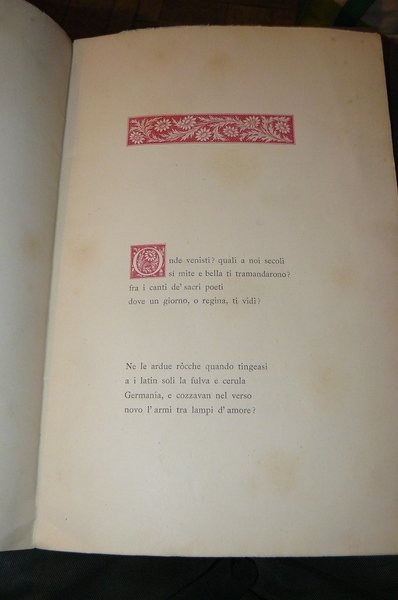 Onde venisti? quali a noi secoli
si mite e bella ti tramandarono?
fra i canti de' sacri poeti
dove un giorno, o regina, ti vidi?
Ne le ardue ròcche quando tingeasi
a i latin soli la fulva e cerula
Germania, e cozzavan nel verso
novo l'armi tra lampi d'amore?